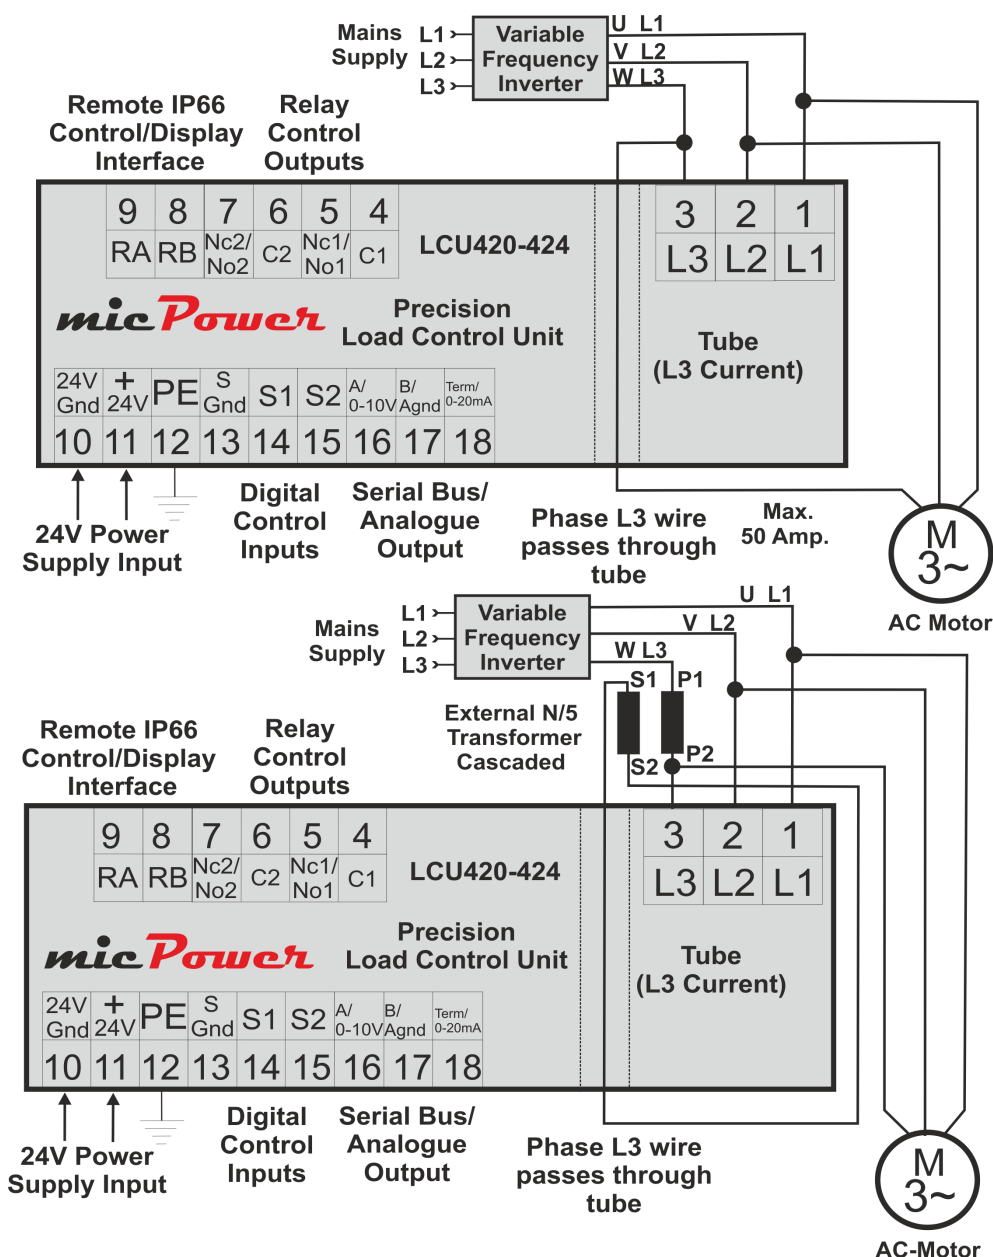 Mains
Supply
L1
L2
L3
Variable
Frequency
Inverter
U L1
V L2
W L3
Remote IP66
Control/Display
Interface
Relay
Control
Outputs
9 8 7 6 5 4
RA RB Nc2/ No2 C2 Nc1/ No1 C1
LCU420-424
3 2 1
L3 L2 L1
micPower
Precision
Load Control Unit
Tube
(L3 Current)
24V Gnd + 24V PE S Gnd S1 S2 A/ 0-10V B/ Agnd Term/ 0-20mA
10 11 12 13 14 15 16 17 18
24V Power
Supply Input
Digital
Control
Inputs
Serial Bus/
Analogue
Output
Phase L3 wire
passes through
tube
Max.
50 Amp.
M
3~
AC Motor
Mains
Supply
L1
L2
L3
Variable
Frequency
Inverter
U L1
V L2
W L3
S1 P1
S2 P2
External N/5
Transformer
Cascaded
Remote IP66
Control/Display
Interface
Relay
Control
Outputs
9 8 7 6 5 4
RA RB Nc2/ No2 C2 Nc1/ No1 C1
LCU420-424
3 2 1
L3 L2 L1
micPower
Precision
Load Control Unit
Tube
(L3 Current)
24V Gnd + 24V PE S Gnd S1 S2 A/ 0-10V B/ Agnd Term/ 0-20mA
10 11 12 13 14 15 16 17 18
24V Power
Supply Input
Digital
Control
Inputs
Serial Bus/
Analogue
Output
Phase L3 wire
passes through
tube
M
3~
AC-Motor